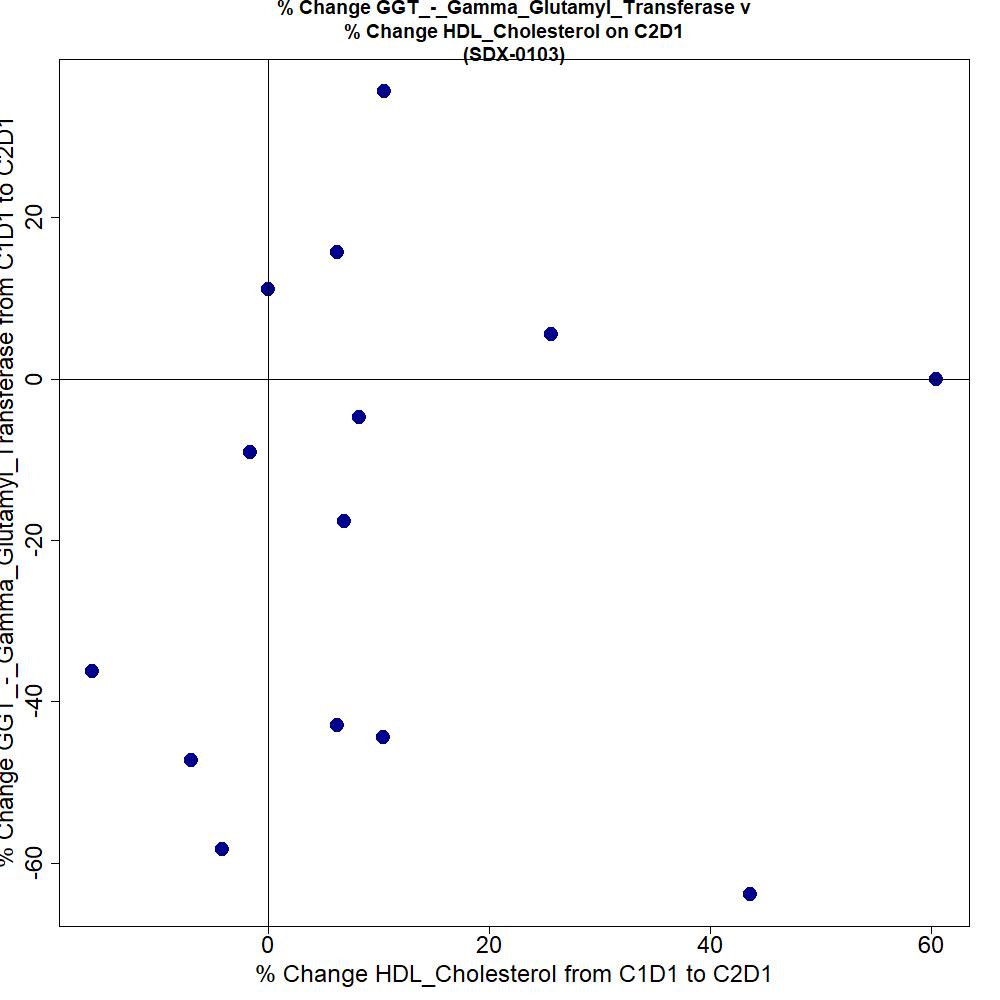 % Change GGT_-_Gamma_Glutamyl_Transferase v
% Change HDL_Cholesterol on C2D1
(SDX-0103)
% Change GGT_-_Gamma_Glutamyl_Transferase from C1D1 to C2D1
20
0
-20
-40
-60
0 20 40 60
% Change HDL_Cholesterol from C1D1 to C2D1